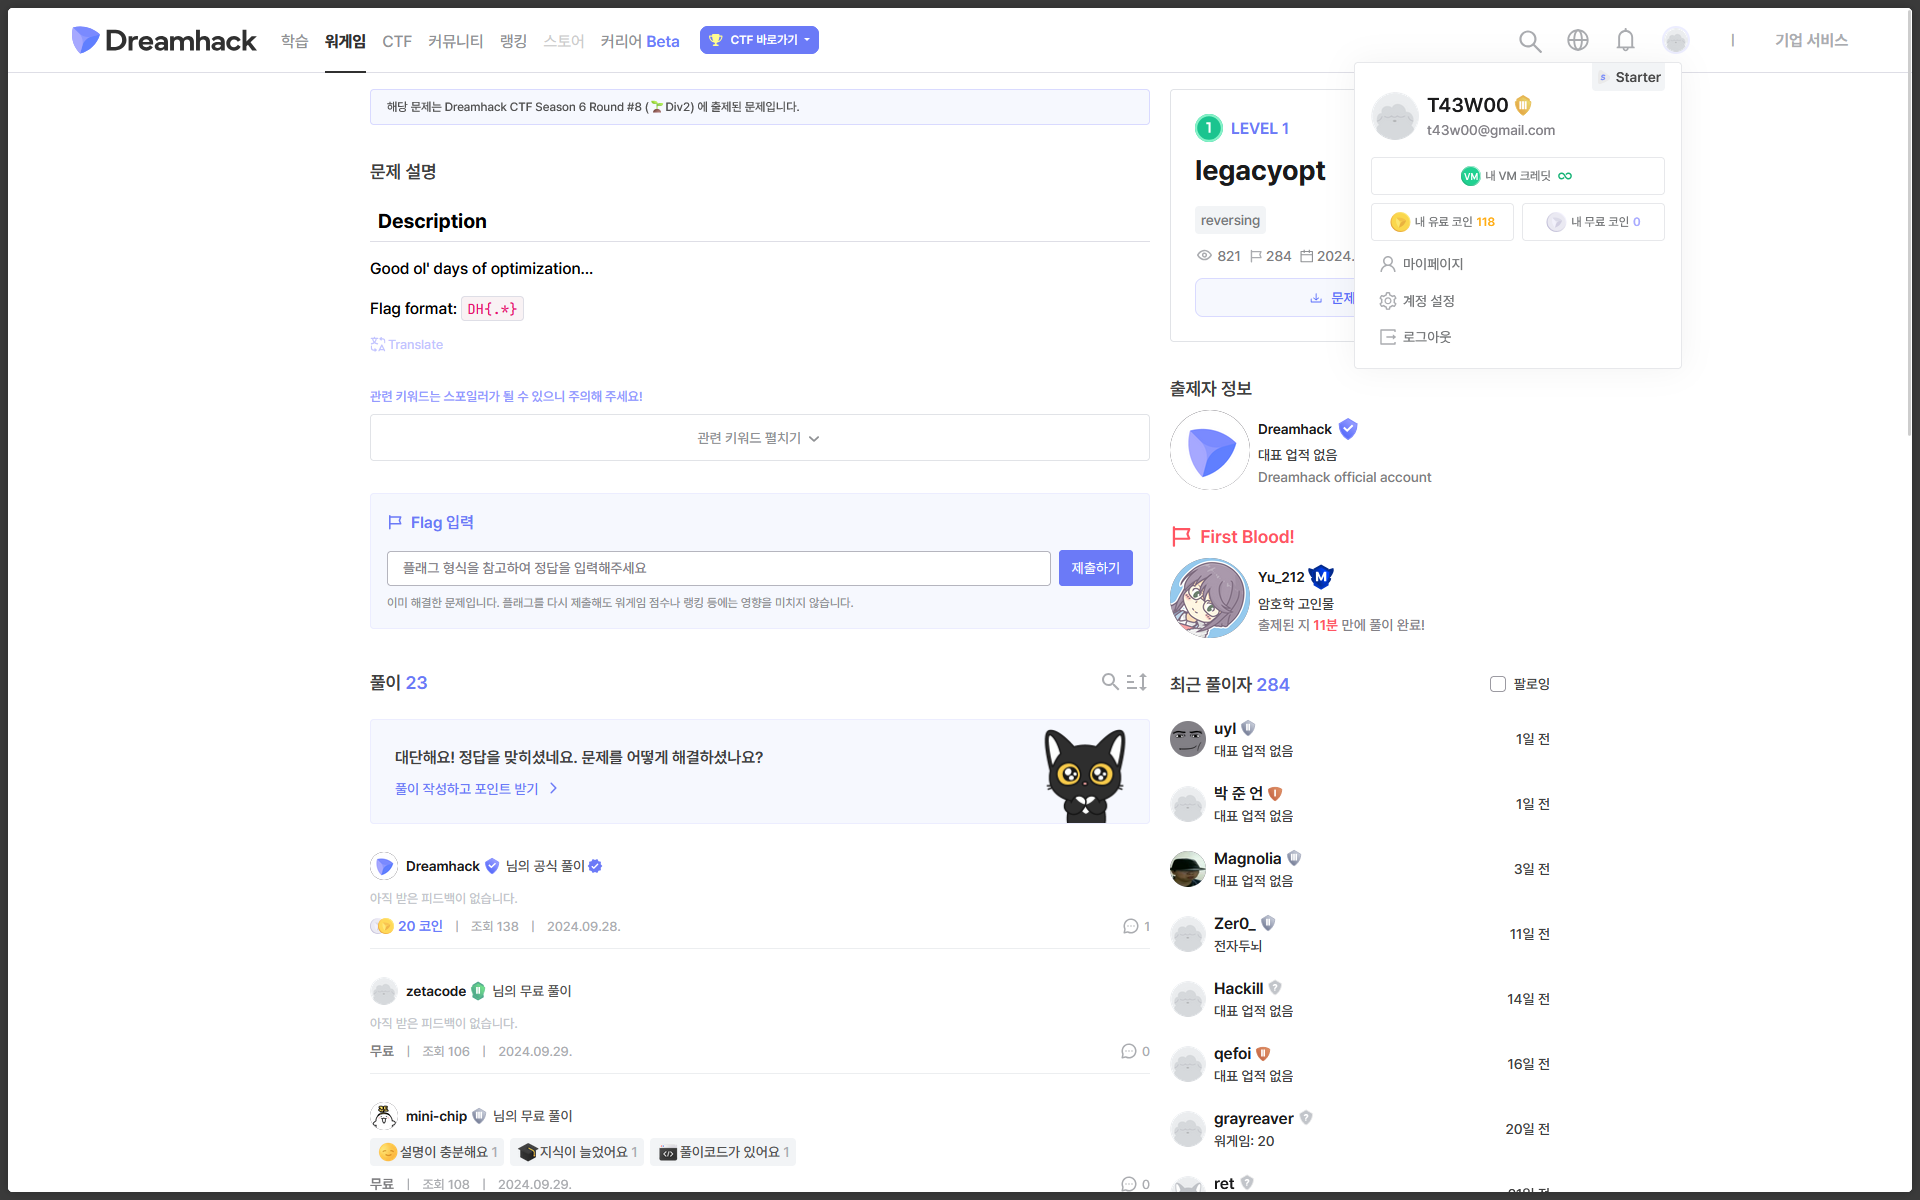 Dreamhack
학습
워게임
CTF
커뮤니티
랭킹
스토어
커리어 Beta
CTF 바로가기
|
기업 서비스
Starter
T43W00
t43w00@gmail.com
VM 내 VM 크레딧 ∞
내 유료 코인 118
내 무료 코인 0
마이페이지
계정 설정
로그아웃
해당 문제는 Dreamhack CTF Season 6 Round #8 (🌱Div2) 에 출제된 문제입니다.
문제 설명
Description
Good ol' days of optimization...
Flag format: DH{.*}
Translate
관련 키워드는 스포일러가 될 수 있으니 주의해 주세요!
관련 키워드 펼치기
Flag 입력
플래그 형식을 참고하여 정답을 입력해주세요
제출하기
이미 해결한 문제입니다. 플래그를 다시 제출해도 워게임 점수나 랭킹 등에는 영향을 미치지 않습니다.
풀이 23
대단해요! 정답을 맞히셨네요. 문제를 어떻게 해결하셨나요?
풀이 작성하고 포인트 받기
Dreamhack 님의 공식 풀이
아직 받은 피드백이 없습니다.
20 코인 | 조회 138 | 2024.09.28.
1
zetacode 님의 무료 풀이
아직 받은 피드백이 없습니다.
무료 | 조회 106 | 2024.09.29.
0
mini-chip 님의 무료 풀이
설명이 충분해요 1
지식이 늘었어요 1
풀이코드가 있어요 1
무료 | 조회 108 | 2024.09.29.
0
1 LEVEL 1
legacyopt
reversing
821 284 2024.
문제
출제자 정보
Dreamhack
대표 업적 없음
Dreamhack official account
First Blood!
Yu_212 M
암호학 고인물
출제된 지 11분 만에 풀이 완료!
최근 풀이자 284
팔로잉
uyl
대표 업적 없음
1일 전
박 준 언
대표 업적 없음
1일 전
Magnolia
대표 업적 없음
3일 전
Zer0_
전자두뇌
11일 전
Hackill
대표 업적 없음
14일 전
qefoi
대표 업적 없음
16일 전
grayreaver
워게임: 20
20일 전
ret